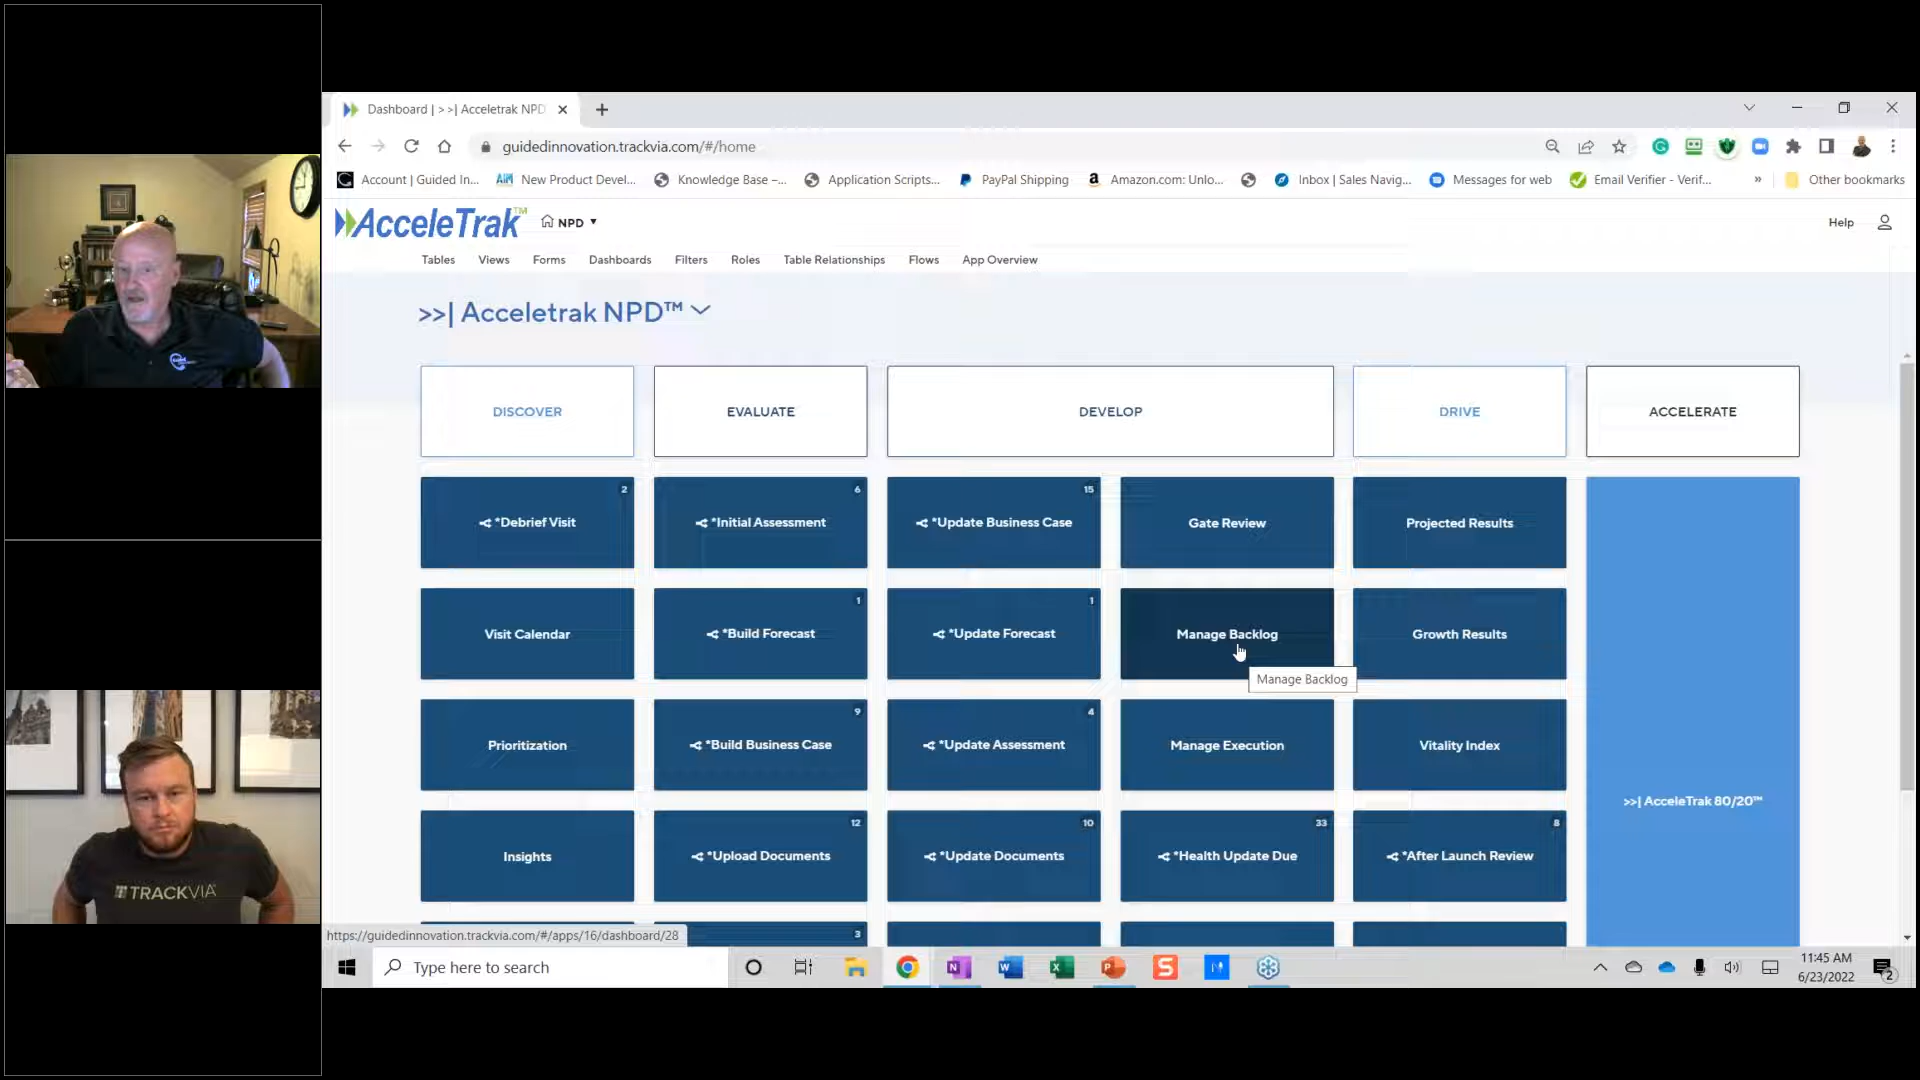 Dashboard | >>| Acceletrak NPD
guidedinnovation.trackvia.com/#/home
Account | Guided In...
AIM New Product Devel...
Knowledge Base –...
Application Scripts...
PayPal Shipping
Amazon.com: Unlo...
Inbox | Sales Navig...
Messages for web
Email Verifier - Verif...
»
Other bookmarks
AcceleTrak™
NPD
Help
Tables
Views
Forms
Dashboards
Filters
Roles
Table Relationships
Flows
App Overview
>>| Acceletrak NPD™
DISCOVER
EVALUATE
DEVELOP
DRIVE
ACCELERATE
2
*Debrief Visit
6
*Initial Assessment
15
*Update Business Case
Gate Review
Projected Results
Visit Calendar
1
*Build Forecast
1
*Update Forecast
Manage Backlog
Manage Backlog
Growth Results
Prioritization
9
*Build Business Case
4
*Update Assessment
Manage Execution
Vitality Index
>>| AcceleTrak 80/20™
Insights
12
*Upload Documents
10
*Update Documents
33
*Health Update Due
8
*After Launch Review
3
https://guidedinnovation.trackvia.com/#/apps/16/dashboard/28
Type here to search
11:45 AM
6/23/2022
2
TRACKVIA